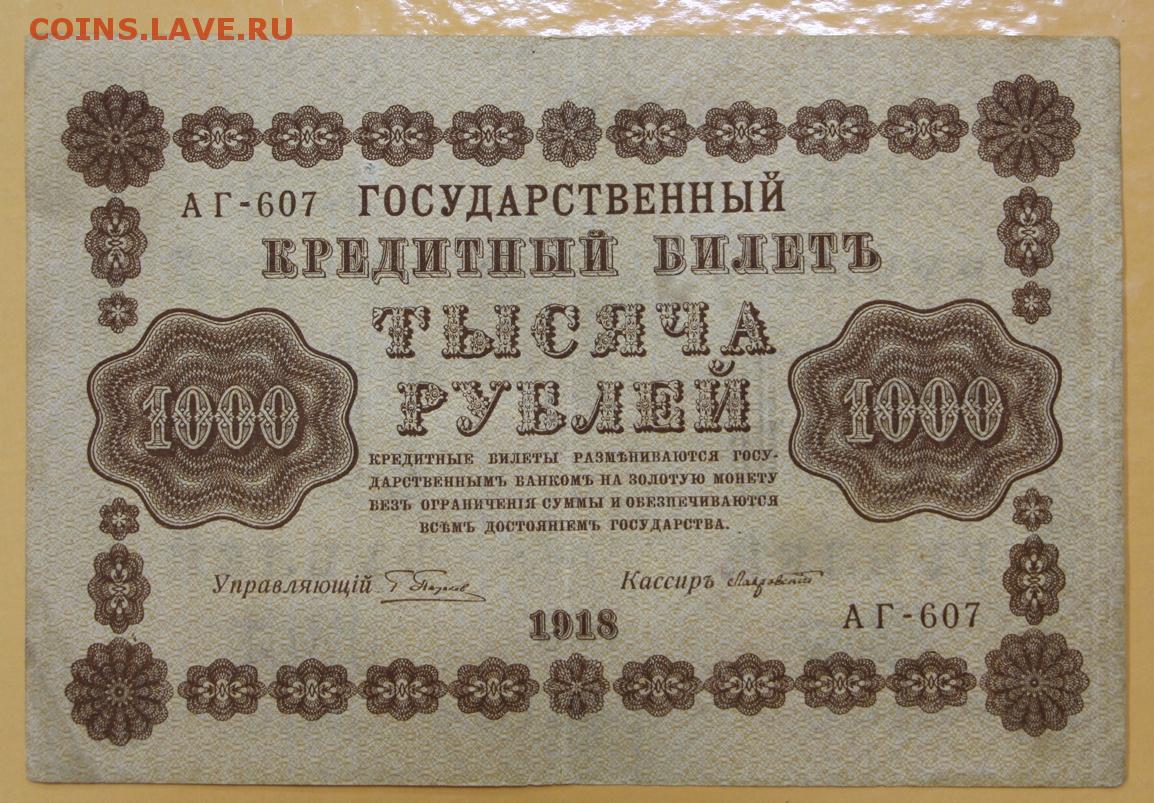 COINS.LAVE.RU
АГ-607 ГОСУДАРСТВЕННЫЙ
КРЕДИТНЫЙ БИЛЕТЪ
ТЫСЯЧА
РУБЛЕЙ
1000
1000
КРЕДИТНЫЕ БИЛЕТЫ РАЗМѢНИВАЮТСЯ ГОСУ-
ДАРСТВЕННЫМЪ БАНКОМЪ НА ЗОЛОТУЮ МОНЕТУ
БЕЗЪ ОГРАНИЧЕНІЯ СУММЫ И ОБЕЗПЕЧИВАЮТСЯ
ВСѢМЪ ДОСТОЯНІЕМЪ ГОСУДАРСТВА.
Управляющій
Кассиръ
1918
АГ-607